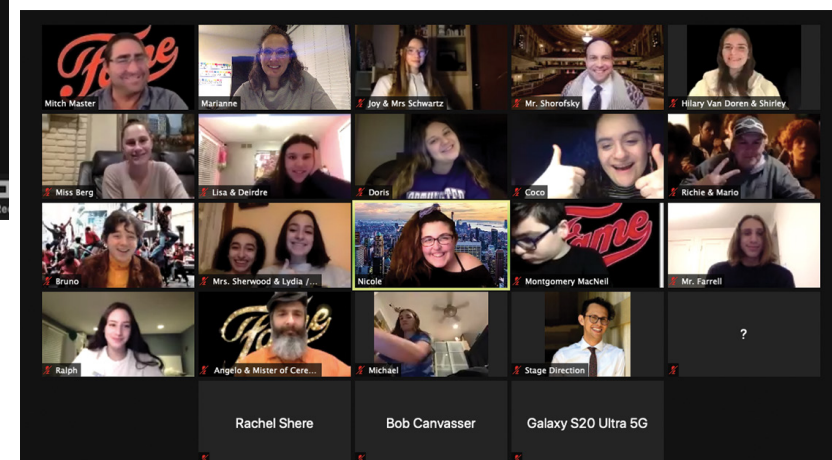 Fame
Mitch Master
Marianne
Joy & Mrs Schwartz
Mr. Shorofsky
Hilary Van Doren & Shirley
Miss Berg
Lisa & Deirdre
Doris
Coco
Richie & Mario
Bruno
Mrs. Sherwood & Lydia /...
Nicole
Fame
Montgomery MacNeil
Mr. Farrell
Ralph
Fame
Angelo & Mister of Cere...
Michael
Stage Direction
?
Rachel Shere
Bob Canvasser
Galaxy S20 Ultra 5G